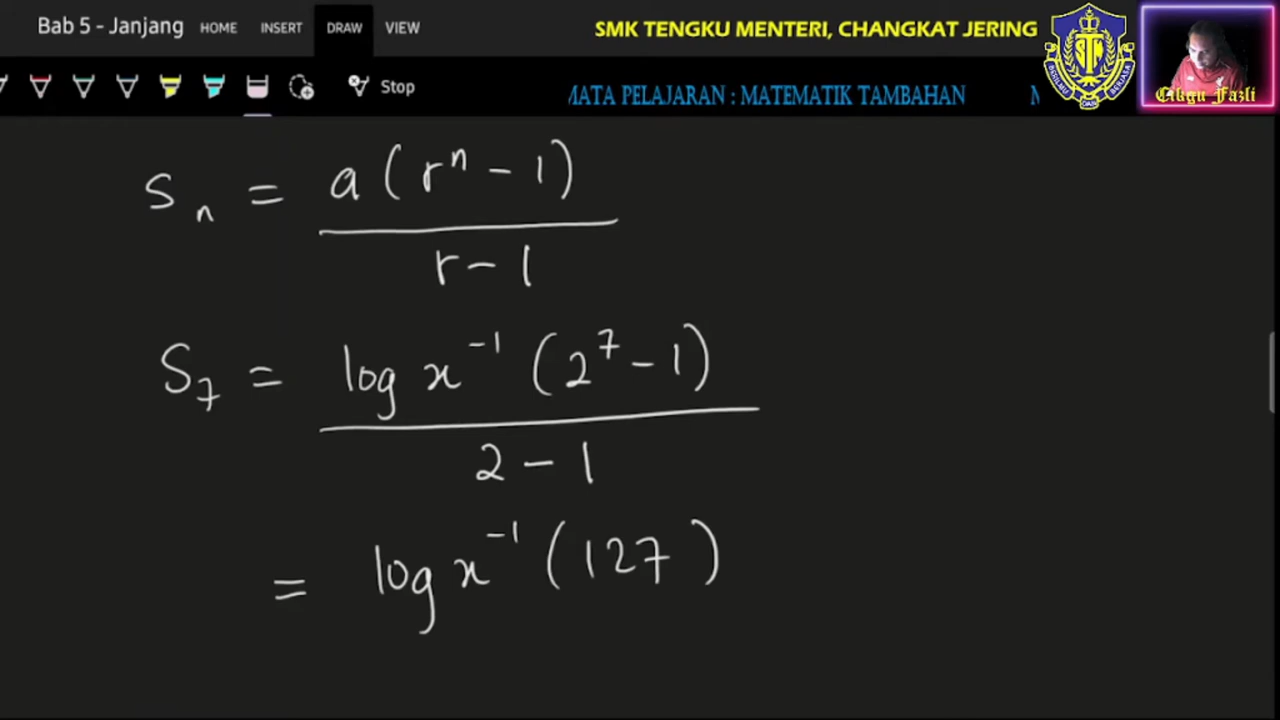 Bab 5 - Janjang HOME INSERT DRAW VIEW
SMK TENGKU MENTERI, CHANGKAT JERING
Stop
MATA PELAJARAN : MATEMATIK TAMBAHAN
Cikgu Fazli
Sₙ = a(rⁿ - 1)
r - 1
S₇ = log x⁻¹ (2⁷ - 1)
2 - 1
= log x⁻¹ (127)